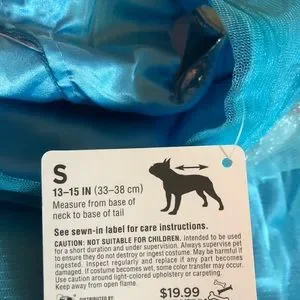 S
13–15 IN (33–38 cm)
Measure from base of
neck to base of tail
See sewn-in label for care instructions.
CAUTION: NOT SUITABLE FOR CHILDREN. Intended to be used
for a short duration and under supervision. Always supervise pet
to ensure they do not destroy or ingest costume. May be harmful if
ingested. Inspect regularly and replace if any part becomes
damaged. If costume becomes wet, some color transfer may occur.
Use caution around light-colored upholstery or carpeting.
Keep away from open flame.
DISTRIBUTED BY
$19.99